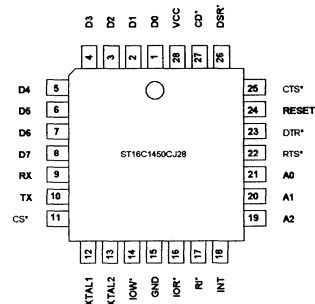 D3 D2 D1 D0 VCC CD* DSR*
4 3 2 1 28 27 26
D4 5 25 CTS*
D5 6 24 RESET
D6 7 23 DTR*
D7 8 ST16C1450CJ28 22 RTS*
RX 9 21 A0
TX 10 20 A1
CS* 11 19 A2
12 13 14 15 16 17 18
XTAL1 XTAL2 IOW* GND IOR* RI* INT